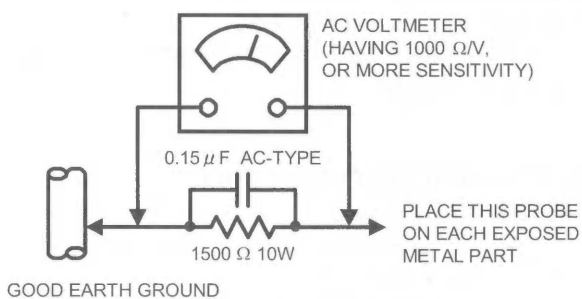 AC VOLTMETER
(HAVING 1000 Ω/V,
OR MORE SENSITIVITY)
0.15 μF AC-TYPE
1500 Ω 10W
PLACE THIS PROBE
ON EACH EXPOSED
METAL PART
GOOD EARTH GROUND